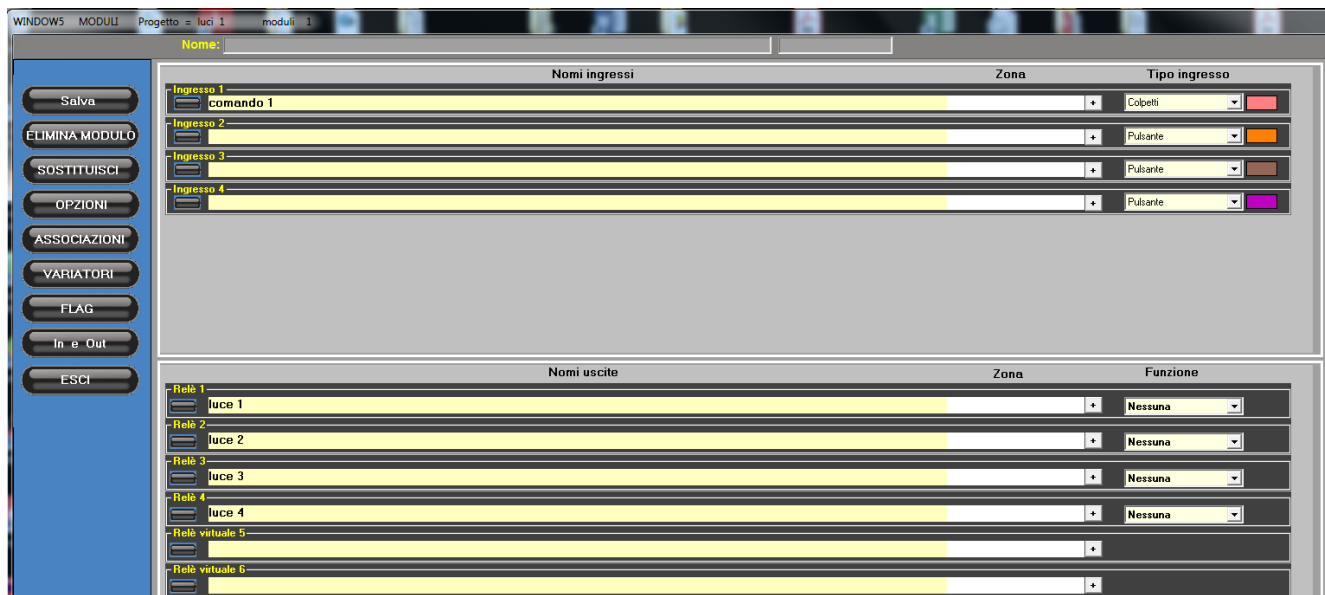 WINDOW5 MODULI Progetto = luci 1 moduli 1
Nome:
Salva
ELIMINA MODULO
SOSTITUISCI
OPZIONI
ASSOCIAZIONI
VARIATORI
FLAG
In e Out
ESCI
Nomi ingressi Zona Tipo ingresso
Ingresso 1
comando 1 + Colpetti
Ingresso 2
+ Pulsante
Ingresso 3
+ Pulsante
Ingresso 4
+ Pulsante
Nomi uscite Zona Funzione
Relè 1
luce 1 + Nessuna
Relè 2
luce 2 + Nessuna
Relè 3
luce 3 + Nessuna
Relè 4
luce 4 + Nessuna
Relè virtuale 5
+
Relè virtuale 6
+